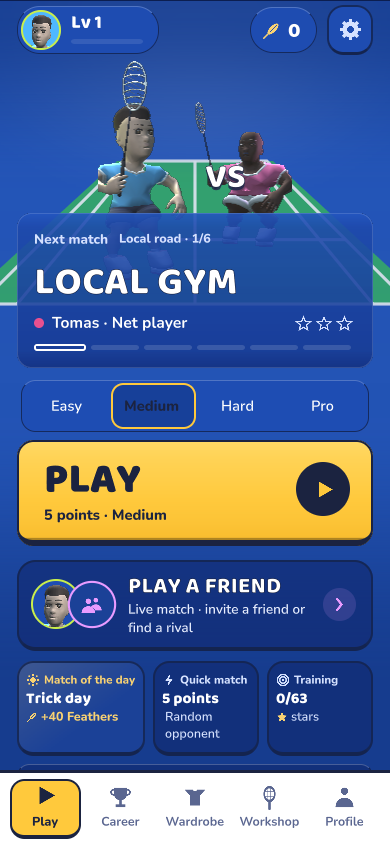 Lv 1
0
VS
Next match Local road · 1/6
LOCAL GYM
Tomas · Net player
Easy
Medium
Hard
Pro
PLAY
5 points · Medium
PLAY A FRIEND
Live match · invite a friend or
find a rival
Match of the day
Trick day
+40 Feathers
Quick match
5 points
Random
opponent
Training
0/63
stars
Play
Career
Wardrobe
Workshop
Profile